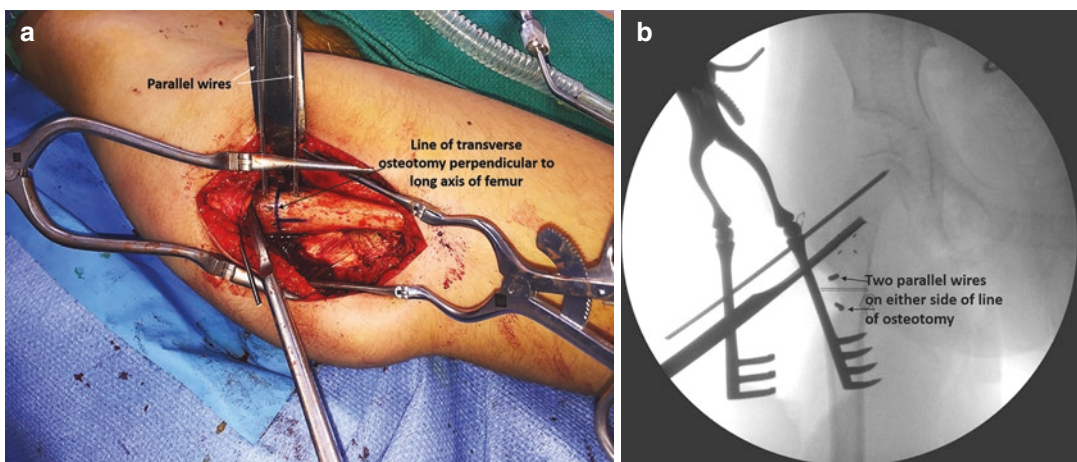 a
Parallel wires
Line of transverse
osteotomy perpendicular to
long axis of femur
b
Two parallel wires
on either side of line
of osteotomy